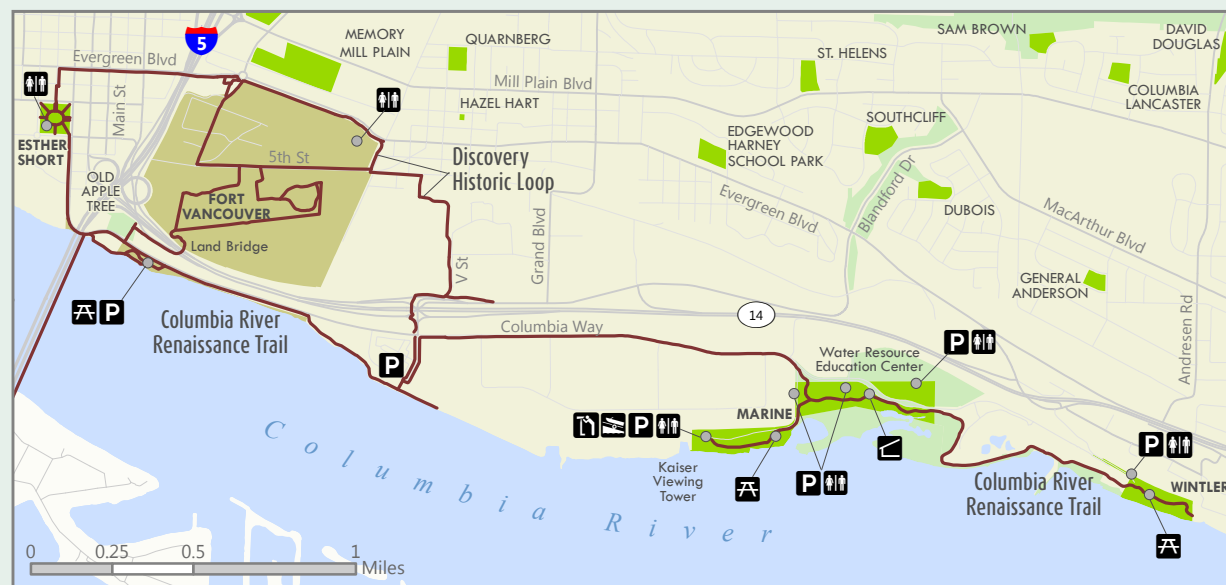 5
Evergreen Blvd
MEMORY
MILL PLAIN
QUARNBERG
Mill Plain Blvd
HAZEL HART
ST. HELENS
SAM BROWN
DAVID
DOUGLAS
COLUMBIA
LANCASTER
Main St
ESTHER
SHORT
OLD
APPLE
TREE
5th St
FORT
VANCOUVER
Land Bridge
Discovery
Historic Loop
EDGEWOOD
HARNEY
SCHOOL PARK
SOUTHCLIFF
Blandford Dr
DUBOIS
Evergreen Blvd
MacArthur Blvd
GENERAL
ANDERSON
Andresen Rd
V St
Grand Blvd
14
P
Columbia River
Renaissance Trail
Columbia Way
P
Water Resource
Education Center
P
MARINE
P
Kaiser
Viewing
Tower
P
Columbia River
Renaissance Trail
P
WINTLER
Columbia River
0 0.25 0.5 1
Miles